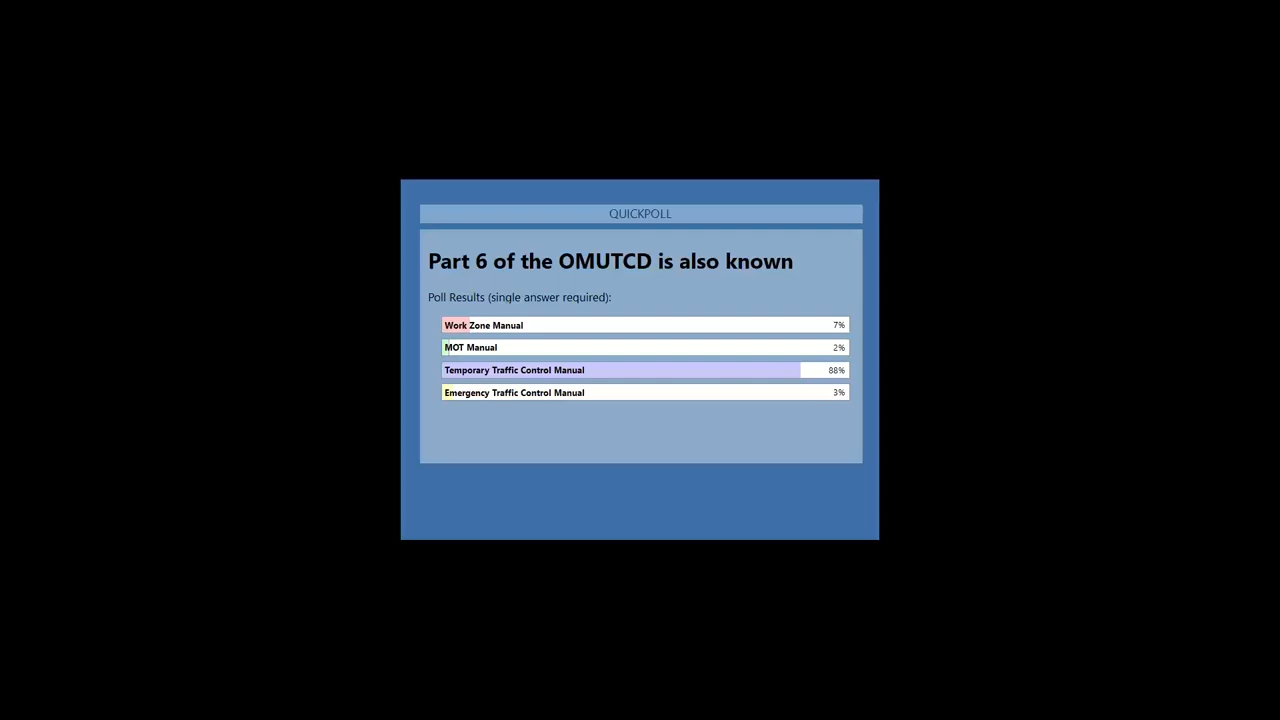 QUICKPOLL
Part 6 of the OMUTCD is also known
Poll Results (single answer required):
Work Zone Manual 7%
MOT Manual 2%
Temporary Traffic Control Manual 88%
Emergency Traffic Control Manual 3%